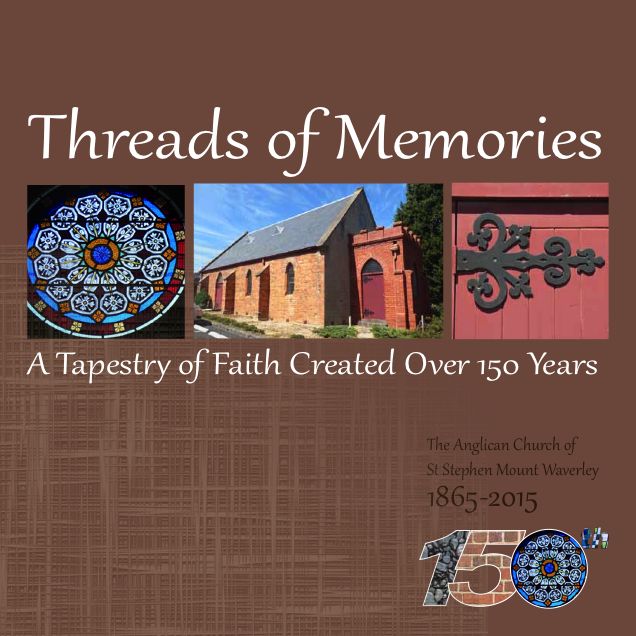 Threads of Memories
A Tapestry of Faith Created Over 150 Years
The Anglican Church of
St Stephen Mount Waverley
1865-2015
150